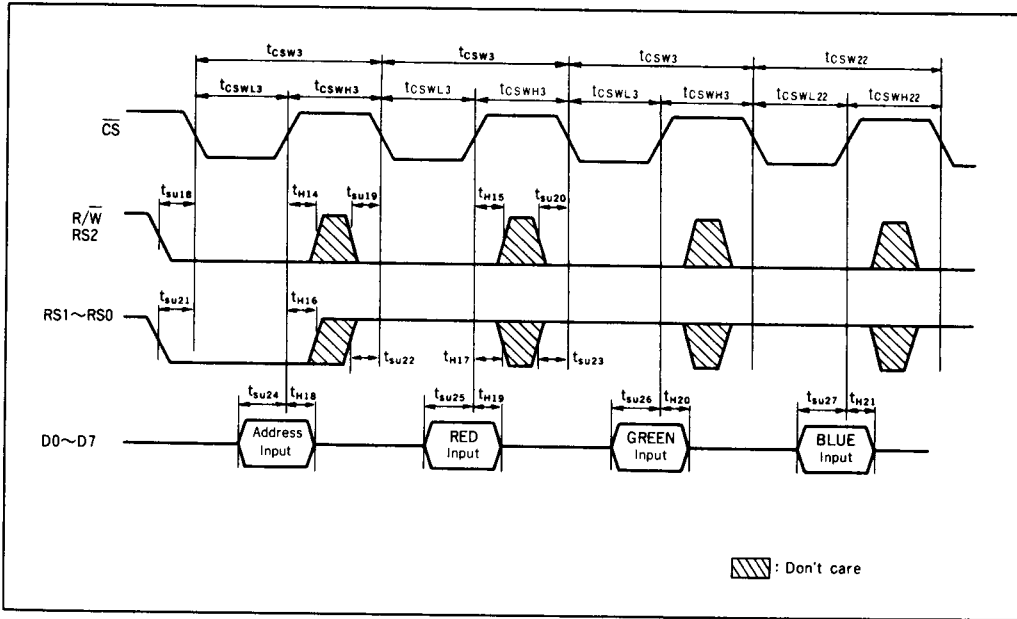 tCSW3 tCSW3 tCSW3 tCSW22
tCSWL3 tCSWH3 tCSWL3 tCSWH3 tCSWL3 tCSWH3 tCSWL22 tCSWH22
C̅S̅
tsu18 tH14 tsu19 tH15 tsu20
R/W̅
RS2
tsu21 tH16
RS1~RS0
tsu22 tH17 tsu23
tsu24 tH18 tsu25 tH19 tsu26 tH20 tsu27 tH21
D0~D7
Address Input
RED Input
GREEN Input
BLUE Input
: Don't care